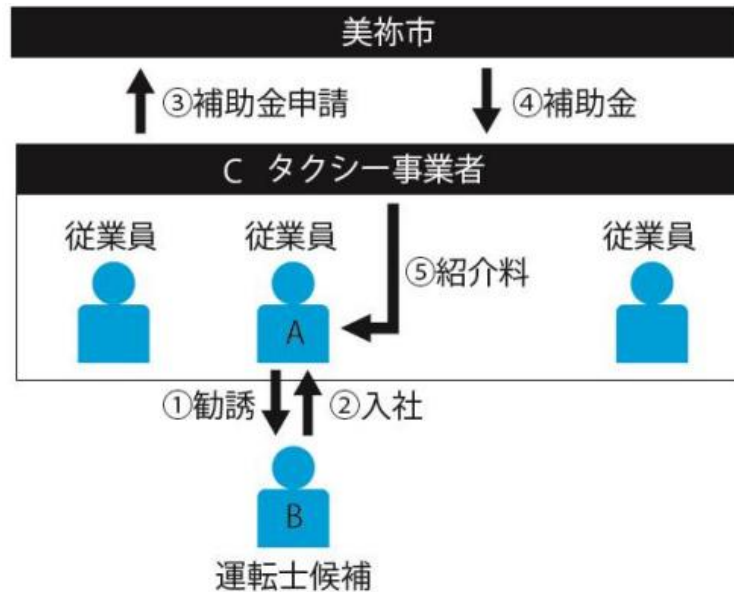 美祢市
③補助金申請
④補助金
C タクシー事業者
従業員
従業員
従業員
⑤紹介料
A
①勧誘
②入社
B
運転士候補